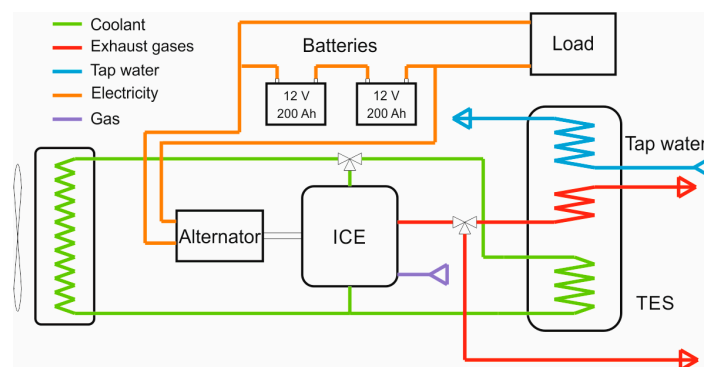 Coolant
Exhaust gases
Tap water
Electricity
Gas
Batteries
12 V
200 Ah
12 V
200 Ah
Load
Tap water
Alternator
ICE
TES